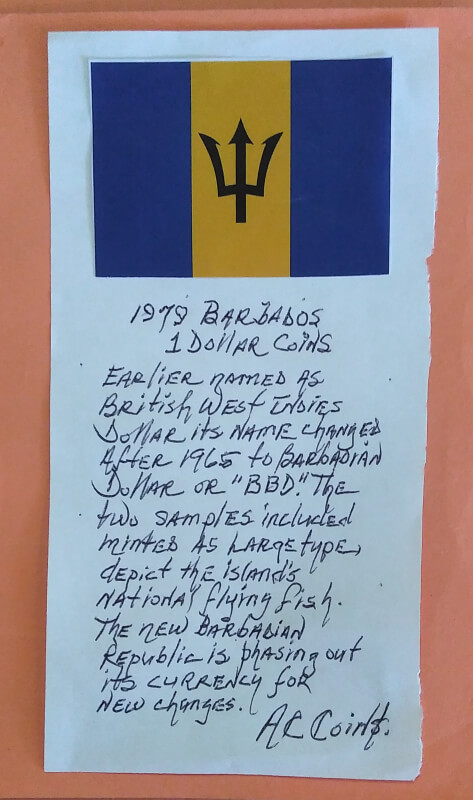 1979 BARBADOS
1 DOLLAR COINS
EARLIER NAMED AS
BRITISH WEST INDIES
DOLLAR ITS NAME CHANGED
AFTER 1965 TO BARBADIAN
DOLLAR OR "BBD." THE
TWO SAMPLES INCLUDED
MINTED AS LARGE TYPE,
DEPICT THE ISLAND'S
NATIONAL FLYING FISH.
THE NEW BARBADIAN
REPUBLIC IS PHASING OUT
ITS CURRENCY FOR
NEW CHANGES.
AC Coins.